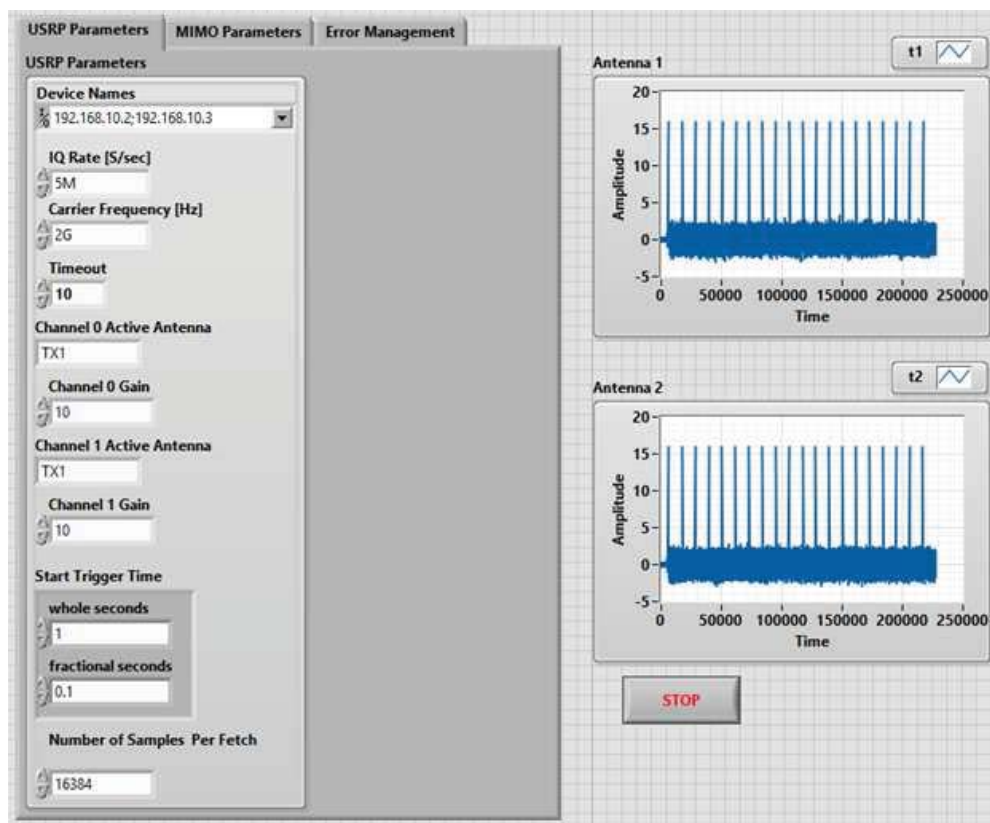 USRP Parameters MIMO Parameters Error Management
USRP Parameters
Device Names
192.168.10.2;192.168.10.3
IQ Rate [S/sec]
5M
Carrier Frequency [Hz]
2G
Timeout
10
Channel 0 Active Antenna
TX1
Channel 0 Gain
10
Channel 1 Active Antenna
TX1
Channel 1 Gain
10
Start Trigger Time
whole seconds
1
fractional seconds
0.1
Number of Samples Per Fetch
16384
Antenna 1
t1
Amplitude
20
15
10
5
0
-5
0 50000 100000 150000 200000 250000
Time
Antenna 2
t2
Amplitude
20
15
10
5
0
-5
0 50000 100000 150000 200000 250000
Time
STOP